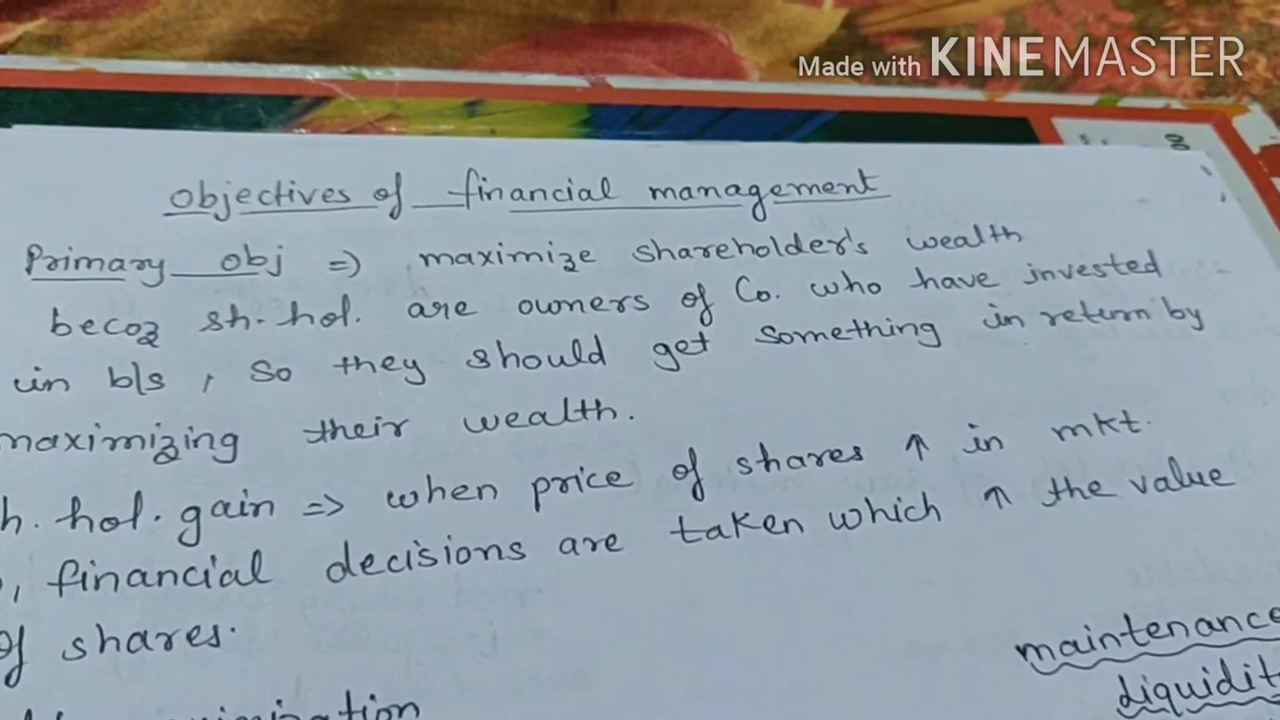 Made with KINEMASTER
8
Objectives of financial management
Primary obj => maximize shareholder's wealth
becoz sh. hol. are owners of Co. who have invested
in b/s, so they should get something in return by
maximizing their wealth.
h. hol. gain => when price of shares ↑ in mkt.
, financial decisions are taken which ↑ the value
of shares.
maintenance
liquidit